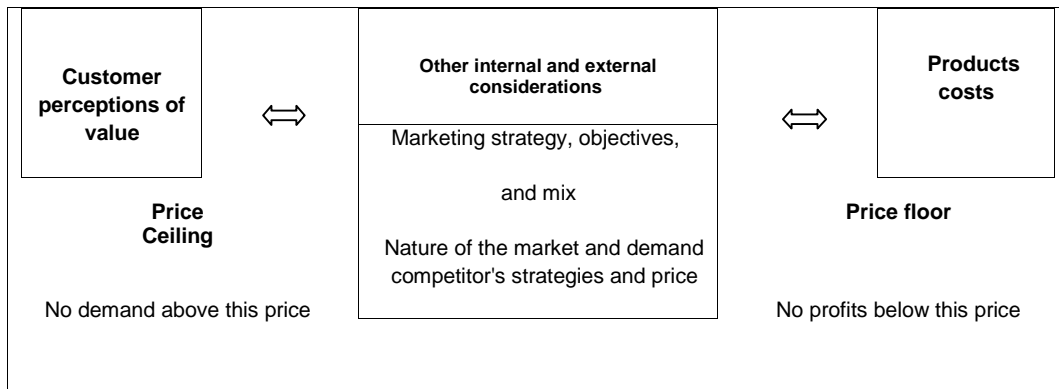 Customer
perceptions of
value
Other internal and external
considerations
Products
costs
Marketing strategy, objectives,
and mix
Nature of the market and demand
competitor's strategies and price
Price
Ceiling
Price floor
No demand above this price
No profits below this price